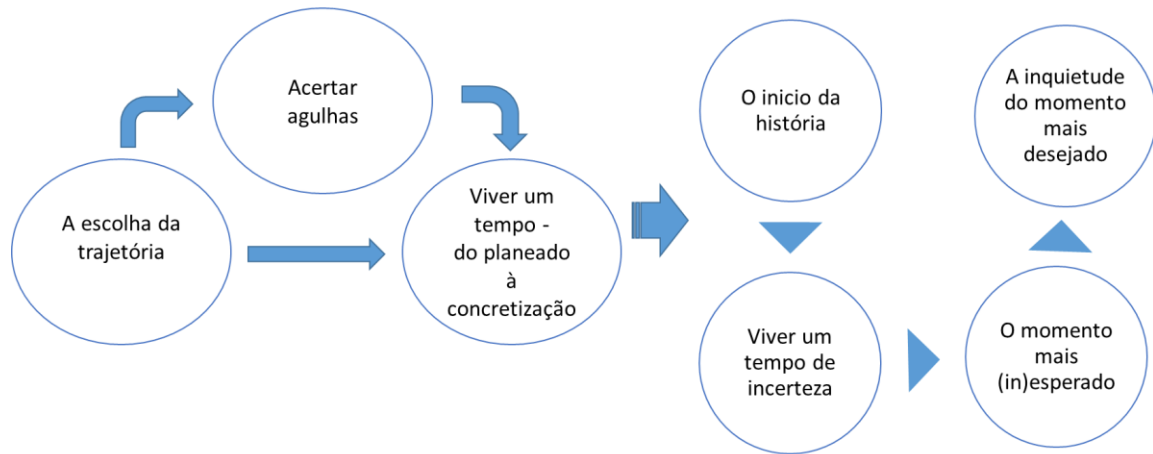 A escolha da
trajetória
Acertar
agulhas
Viver um
tempo -
do planeado
à
concretização
O inicio da
história
Viver um
tempo de
incerteza
O momento
mais
(in)esperado
A inquietude
do momento
mais
desejado